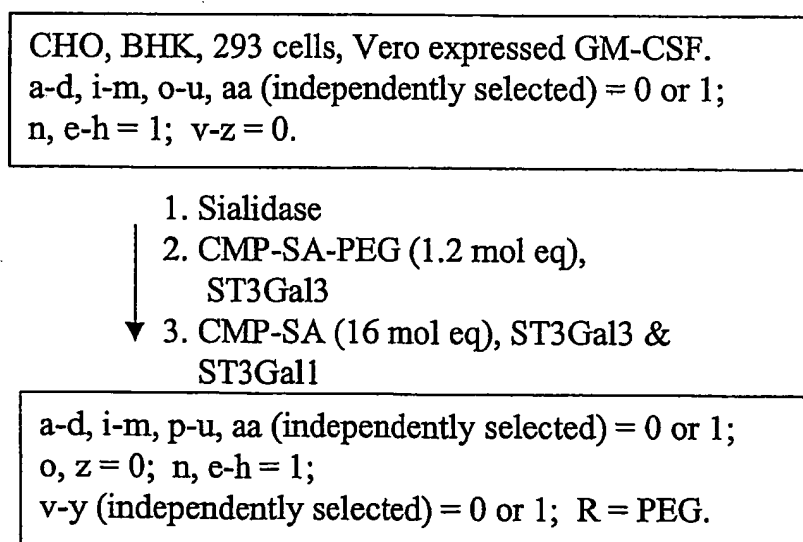 CHO, BHK, 293 cells, Vero expressed GM-CSF.
a-d, i-m, o-u, aa (independently selected) = 0 or 1;
n, e-h = 1; v-z = 0.
1. Sialidase
2. CMP-SA-PEG (1.2 mol eq),
ST3Gal3
3. CMP-SA (16 mol eq), ST3Gal3 &
ST3Gal1
a-d, i-m, p-u, aa (independently selected) = 0 or 1;
o, z = 0; n, e-h = 1;
v-y (independently selected) = 0 or 1; R = PEG.